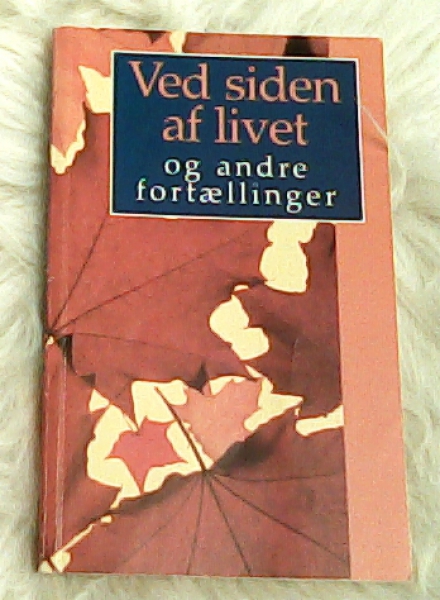 Ved siden
af livet
og andre
fortællinger